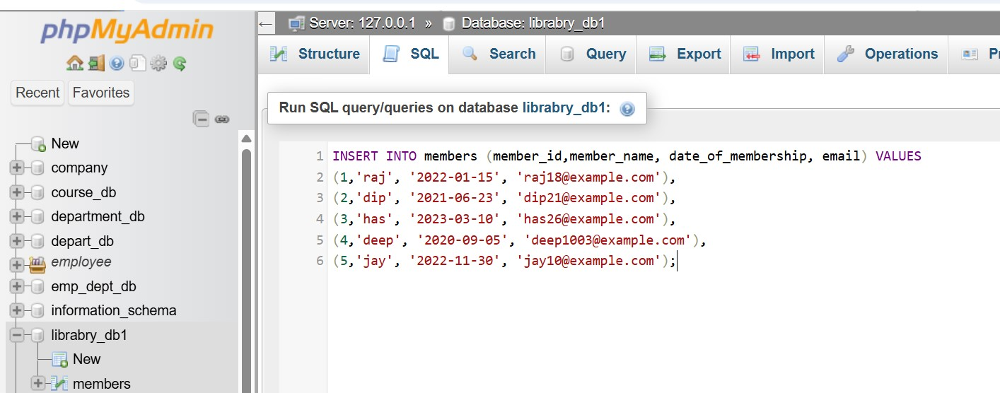 phpMyAdmin
Recent Favorites
New
company
course_db
department_db
depart_db
employee
emp_dept_db
information_schema
librabry_db1
New
members
← Server: 127.0.0.1 » Database: librabry_db1
Structure SQL Search Query Export Import Operations
Run SQL query/queries on database librabry_db1:
1 INSERT INTO members (member_id,member_name, date_of_membership, email) VALUES
2 (1,'raj', '2022-01-15', 'raj18@example.com'),
3 (2,'dip', '2021-06-23', 'dip21@example.com'),
4 (3,'has', '2023-03-10', 'has26@example.com'),
5 (4,'deep', '2020-09-05', 'deep1003@example.com'),
6 (5,'jay', '2022-11-30', 'jay10@example.com');